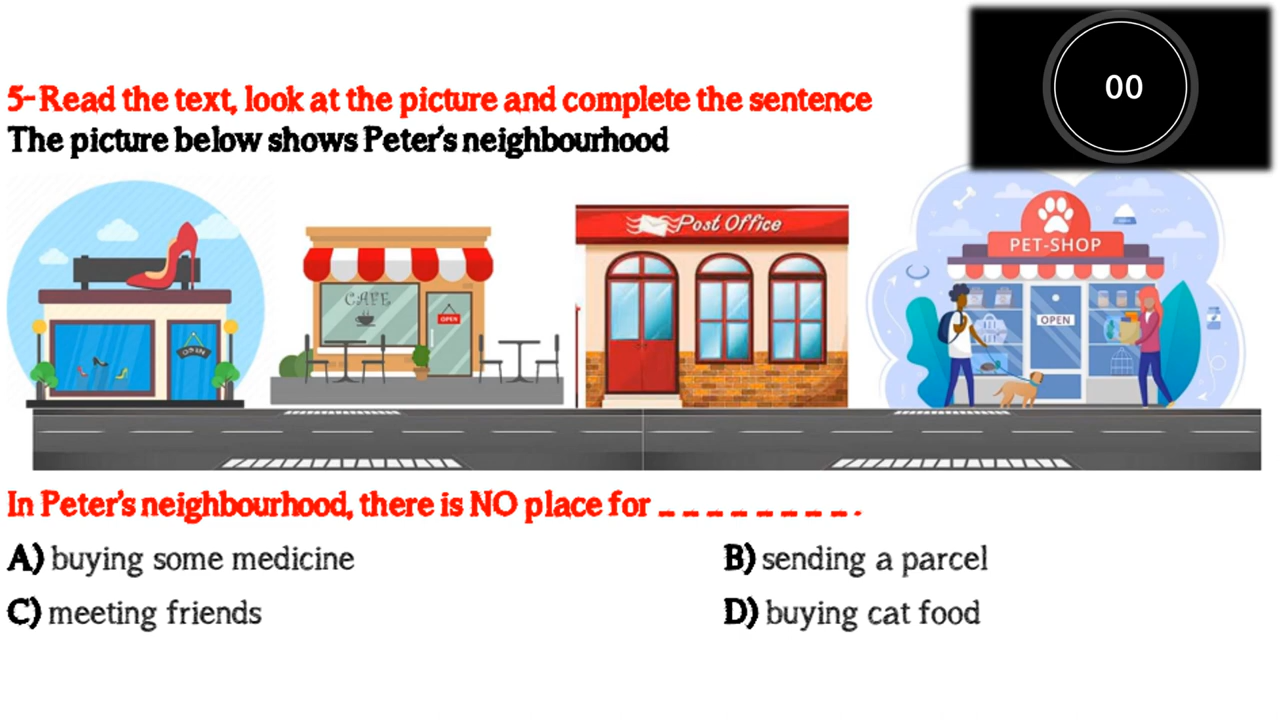 00
5-Read the text, look at the picture and complete the sentence
The picture below shows Peter's neighbourhood
Post Office
PET-SHOP
CAFE
OPEN
OPEN
OPEN
In Peter's neighbourhood, there is NO place for _ _ _ _ _ _ _ _ .
A) buying some medicine
B) sending a parcel
C) meeting friends
D) buying cat food